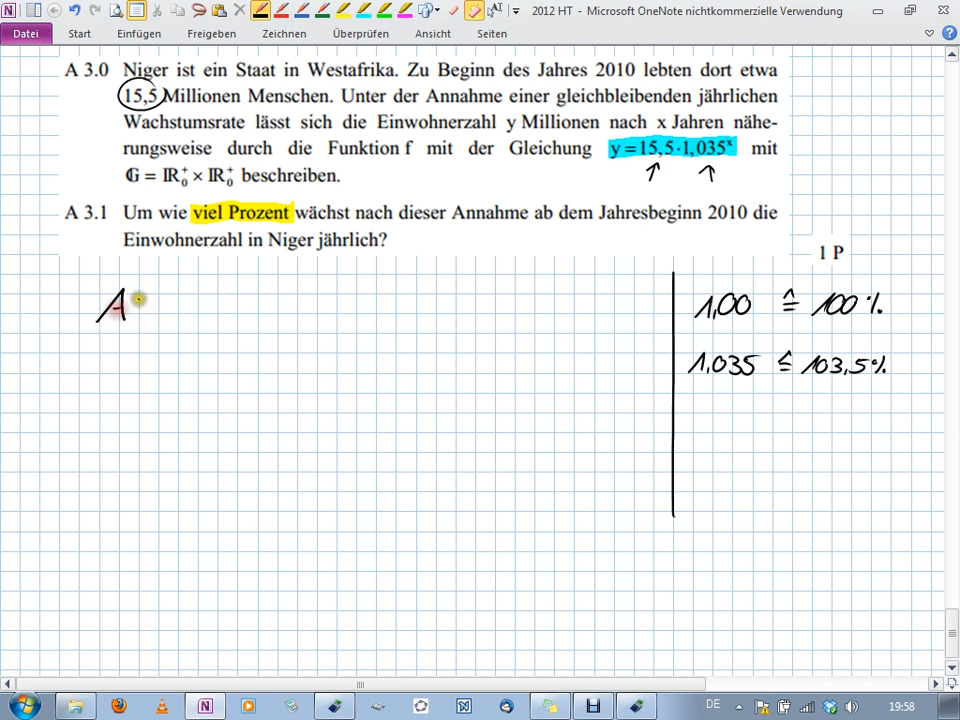 2012 HT - Microsoft OneNote nichtkommerzielle Verwendung
Datei Start Einfügen Freigeben Zeichnen Überprüfen Ansicht Seiten
A 3.0 Niger ist ein Staat in Westafrika. Zu Beginn des Jahres 2010 lebten dort etwa
15,5 Millionen Menschen. Unter der Annahme einer gleichbleibenden jährlichen
Wachstumsrate lässt sich die Einwohnerzahl y Millionen nach x Jahren nähe-
rungsweise durch die Funktion f mit der Gleichung y = 15,5 · 1,035ˣ mit
𝔾 = ℝ₀⁺ × ℝ₀⁺ beschreiben.
A 3.1 Um wie viel Prozent wächst nach dieser Annahme ab dem Jahresbeginn 2010 die
Einwohnerzahl in Niger jährlich?
1 P
A
1,00 ≙ 100 %
1,035 ≙ 103,5 %
DE 19:58